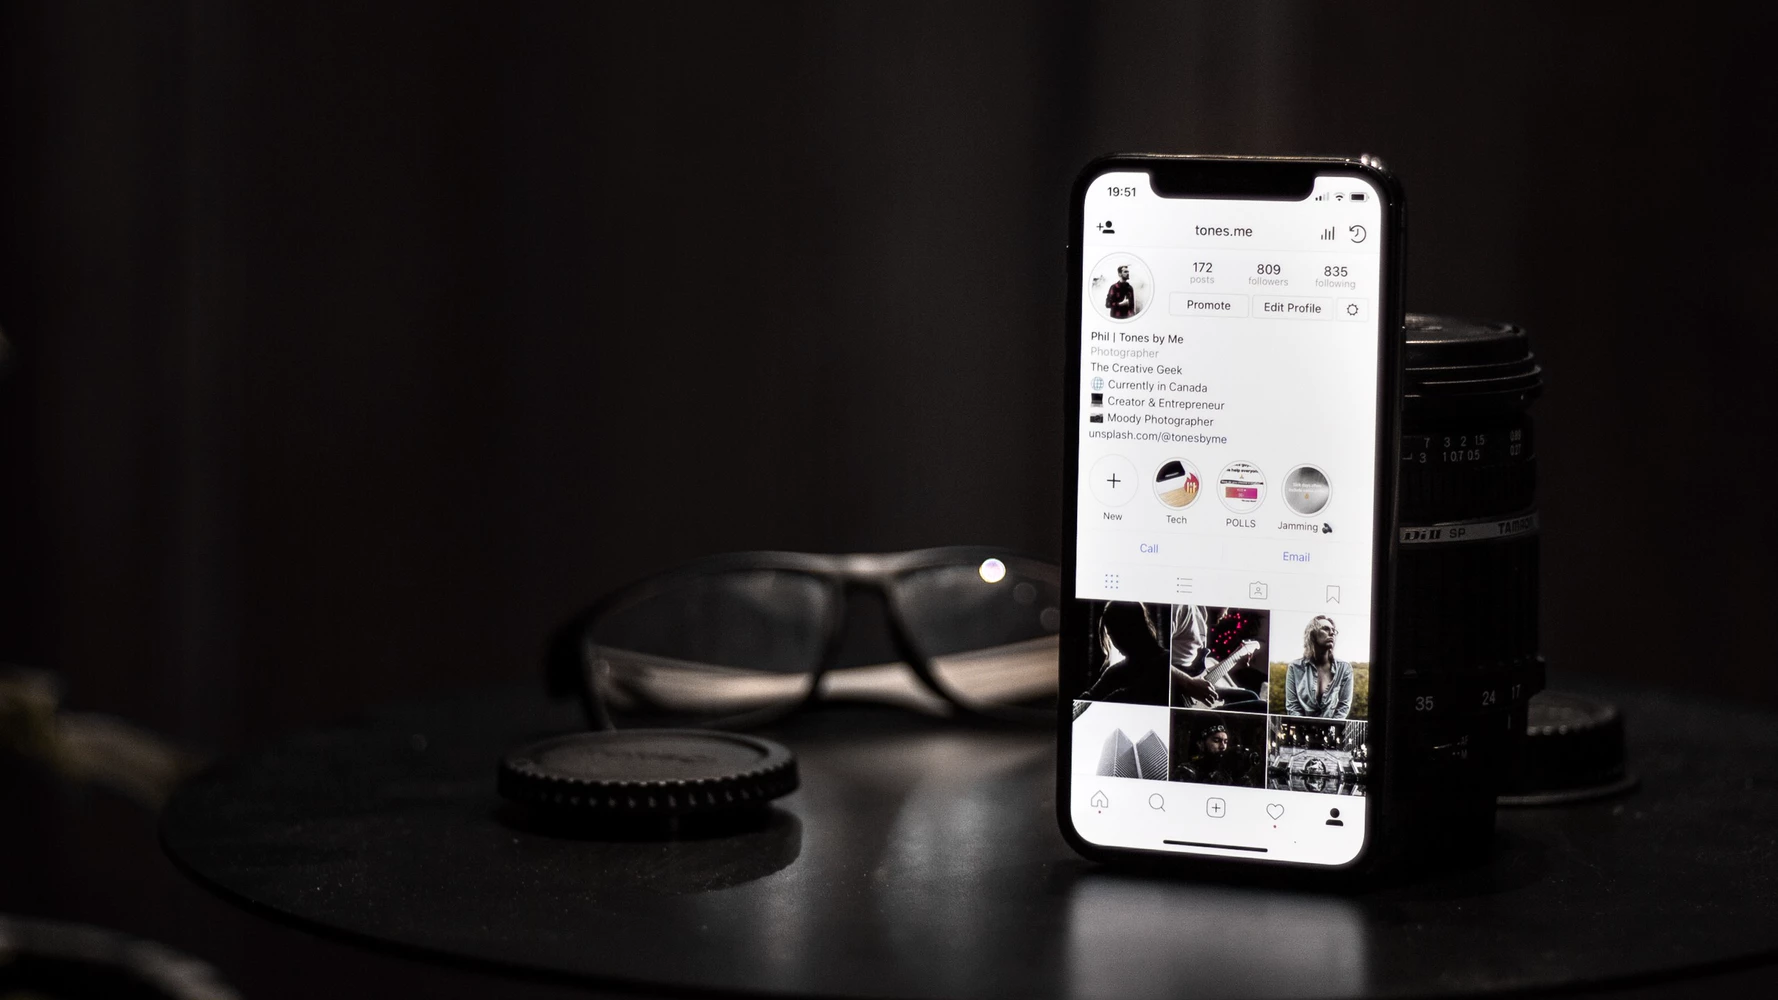 19:51
tones.me
172 809 835
posts followers following
Promote Edit Profile
Phil | Tones by Me
Photographer
The Creative Geek
Currently in Canada
Creator & Entrepreneur
Moody Photographer
unsplash.com/@tonesbyme
New Tech POLLS Jamming
Call Email
7 3 2 1.5
3 1 0.7 0.5
Di II SP TAMRON
35 24 17